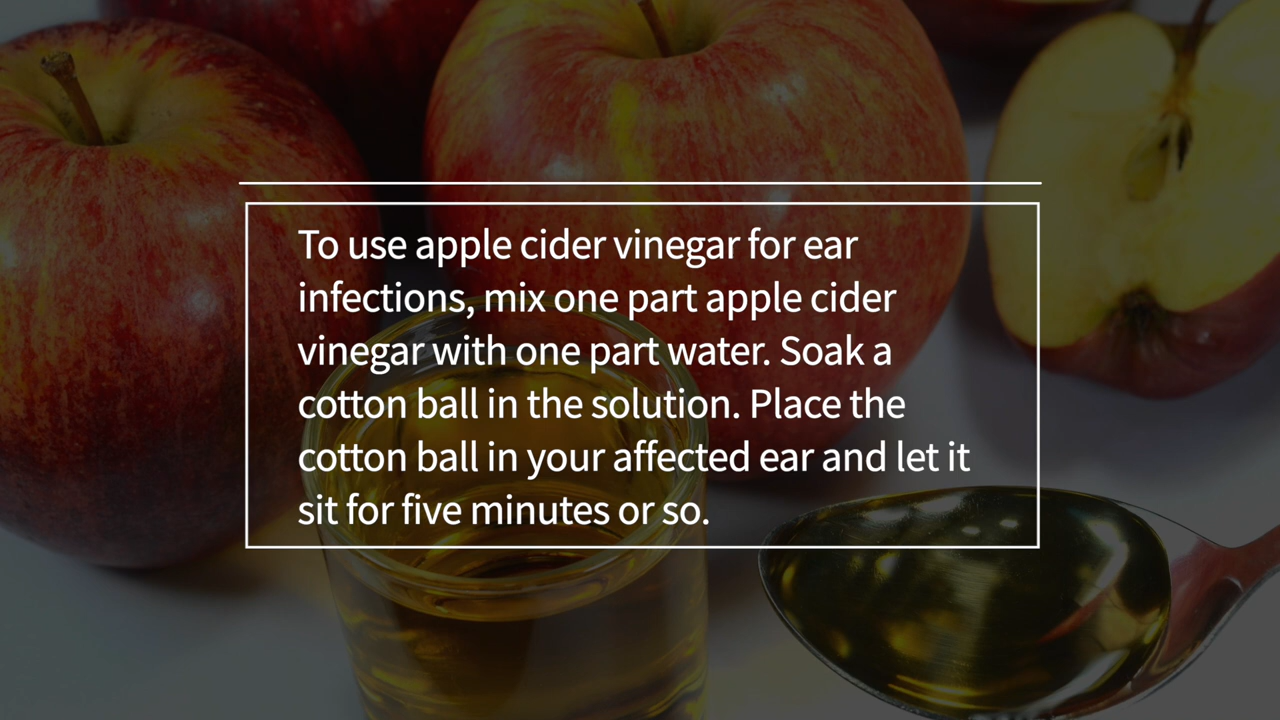 To use apple cider vinegar for ear
infections, mix one part apple cider
vinegar with one part water. Soak a
cotton ball in the solution. Place the
cotton ball in your affected ear and let it
sit for five minutes or so.